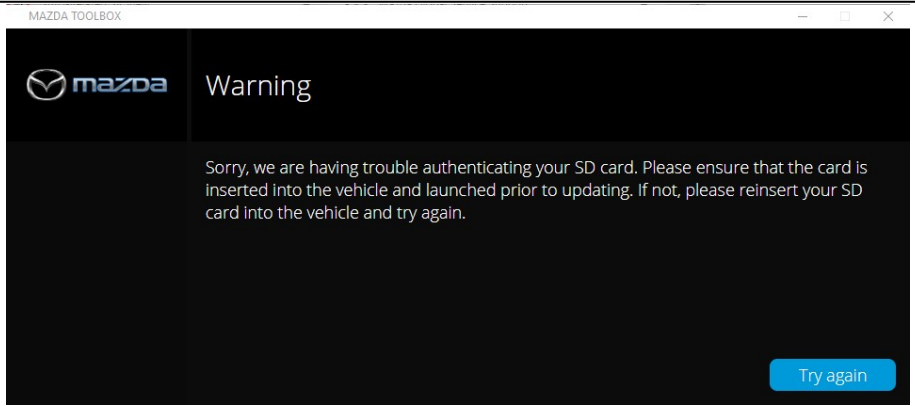 MAZDA TOOLBOX
mazda
Warning
Sorry, we are having trouble authenticating your SD card. Please ensure that the card is
inserted into the vehicle and launched prior to updating. If not, please reinsert your SD
card into the vehicle and try again.
Try again